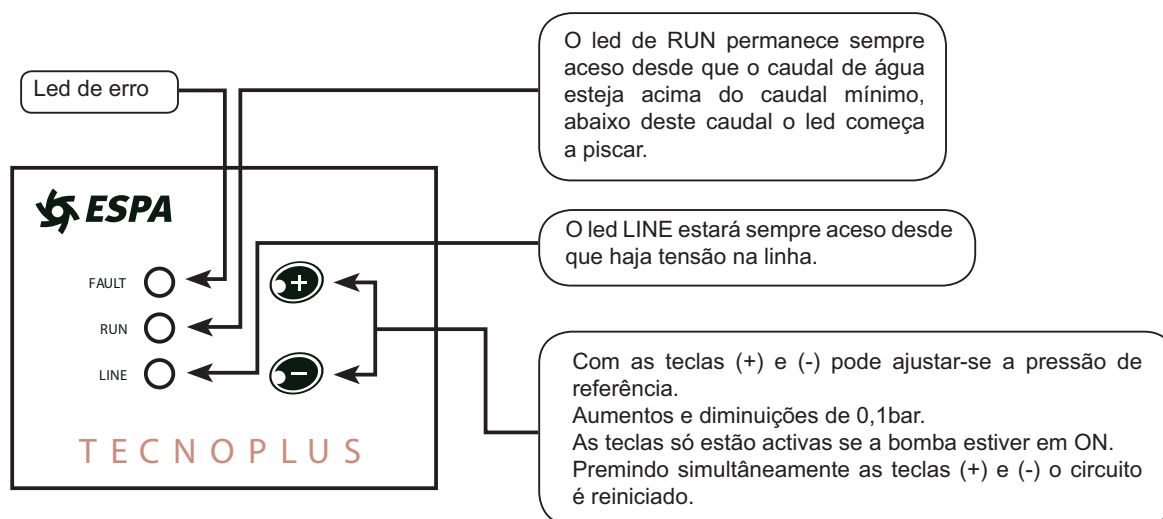 O led de RUN permanece sempre
aceso desde que o caudal de água
esteja acima do caudal mínimo,
abaixo deste caudal o led começa
a piscar.
Led de erro
ESPA
O led LINE estará sempre aceso desde
que haja tensão na linha.
FAULT
+
RUN
LINE
-
Com as teclas (+) e (-) pode ajustar-se a pressão de
referência.
Aumentos e diminuições de 0,1bar.
As teclas só estão activas se a bomba estiver em ON.
Premindo simultâneamente as teclas (+) e (-) o circuito
é reiniciado.
TECNOPLUS